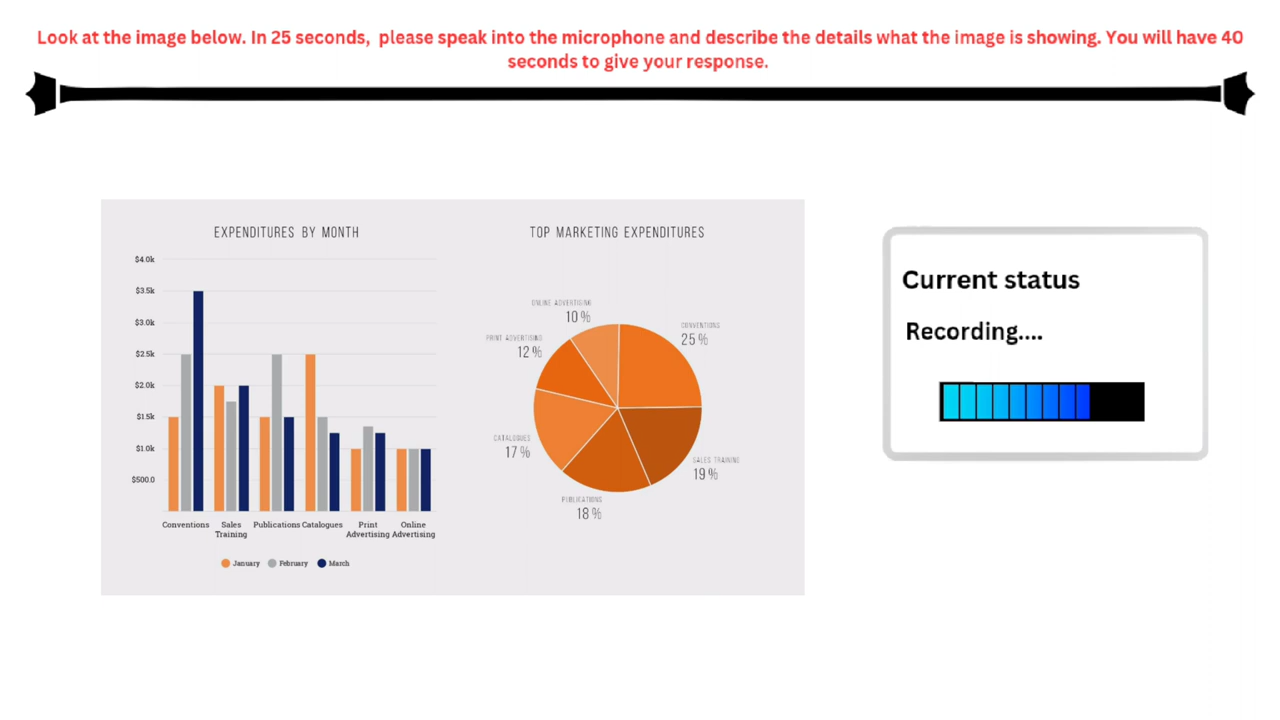 Look at the image below. In 25 seconds,  please speak into the microphone and describe the details what the image is showing. You will have 40
seconds to give your response.
EXPENDITURES BY MONTH
$4.0k
$3.5k
$3.0k
$2.5k
$2.0k
$1.5k
$1.0k
$500.0
Conventions
Sales
Training
Publications
Catalogues
Print
Advertising
Online
Advertising
January
February
March
TOP MARKETING EXPENDITURES
ONLINE ADVERTISING
10 %
CONVENTIONS
25 %
PRINT ADVERTISING
12 %
CATALOGUES
17 %
SALES TRAINING
19 %
PUBLICATIONS
18 %
Current status
Recording....